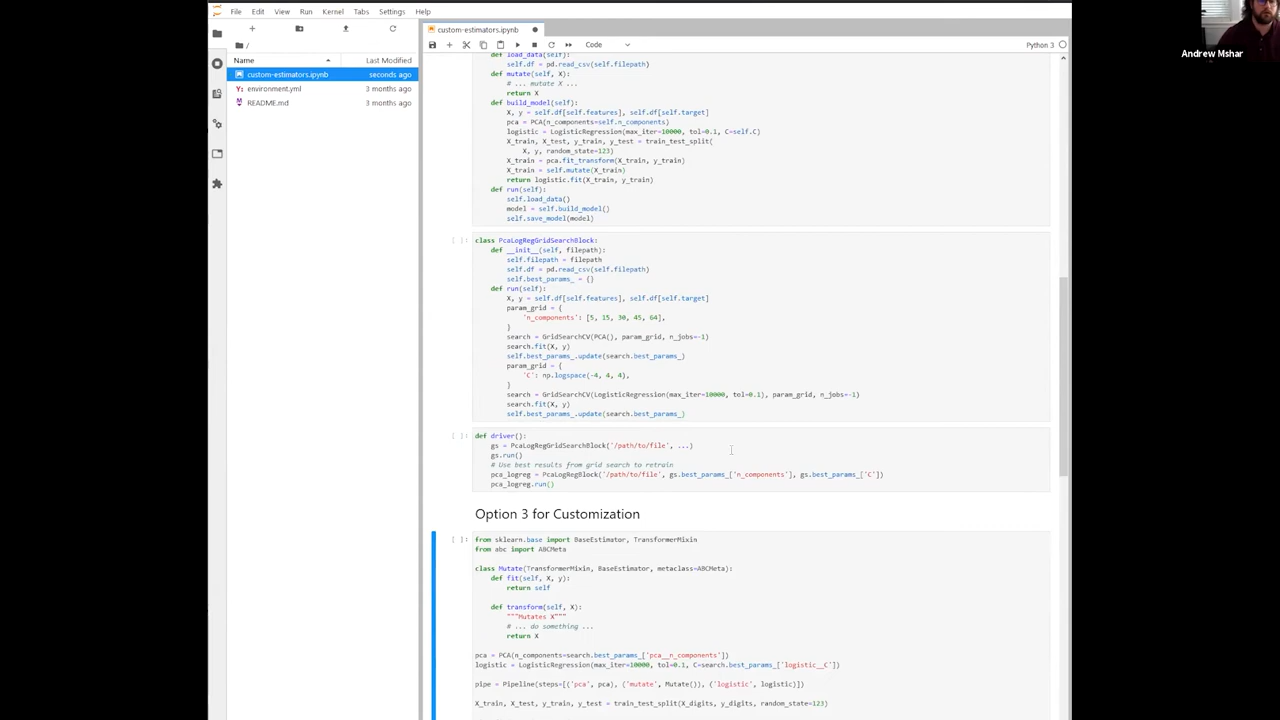 File Edit View Run Kernel Tabs Settings Help
custom-estimators.ipynb
Code
Python 3
/
Name Last Modified
custom-estimators.ipynb seconds ago
Y: environment.yml 3 months ago
README.md 3 months ago
def load_data(self):
self.df = pd.read_csv(self.filepath)
def mutate(self, X):
# ... mutate X ...
return X
def build_model(self):
X, y = self.df[self.features], self.df[self.target]
pca = PCA(n_components=self.n_components)
logistic = LogisticRegression(max_iter=10000, tol=0.1, C=self.C)
X_train, X_test, y_train, y_test = train_test_split(
X, y, random_state=123)
X_train = pca.fit_transform(X_train, y_train)
X_train = self.mutate(X_train)
return logistic.fit(X_train, y_train)
def run(self):
self.load_data()
model = self.build_model()
self.save_model(model)
[ ]: class PcaLogRegGridSearchBlock:
def __init__(self, filepath):
self.filepath = filepath
self.df = pd.read_csv(self.filepath)
self.best_params_ = {}
def run(self):
X, y = self.df[self.features], self.df[self.target]
param_grid = {
'n_components': [5, 15, 30, 45, 64],
}
search = GridSearchCV(PCA(), param_grid, n_jobs=-1)
search.fit(X, y)
self.best_params_.update(search.best_params_)
param_grid = {
'C': np.logspace(-4, 4, 4),
}
search = GridSearchCV(LogisticRegression(max_iter=10000, tol=0.1), param_grid, n_jobs=-1)
search.fit(X, y)
self.best_params_.update(search.best_params_)
[ ]: def driver():
gs = PcaLogRegGridSearchBlock('/path/to/file', ...)
gs.run()
# Use best results from grid search to retrain
pca_logreg = PcaLogRegBlock('/path/to/file', gs.best_params_['n_components'], gs.best_params_['C'])
pca_logreg.run()
Option 3 for Customization
[ ]: from sklearn.base import BaseEstimator, TransformerMixin
from abc import ABCMeta
class Mutate(TransformerMixin, BaseEstimator, metaclass=ABCMeta):
def fit(self, X, y):
return self
def transform(self, X):
"""Mutates X"""
# ... do something ...
return X
pca = PCA(n_components=search.best_params_['pca__n_components'])
logistic = LogisticRegression(max_iter=10000, tol=0.1, C=search.best_params_['logistic__C'])
pipe = Pipeline(steps=[('pca', pca), ('mutate', Mutate()), ('logistic', logistic)])
X_train, X_test, y_train, y_test = train_test_split(X_digits, y_digits, random_state=123)
Andrew Mshar